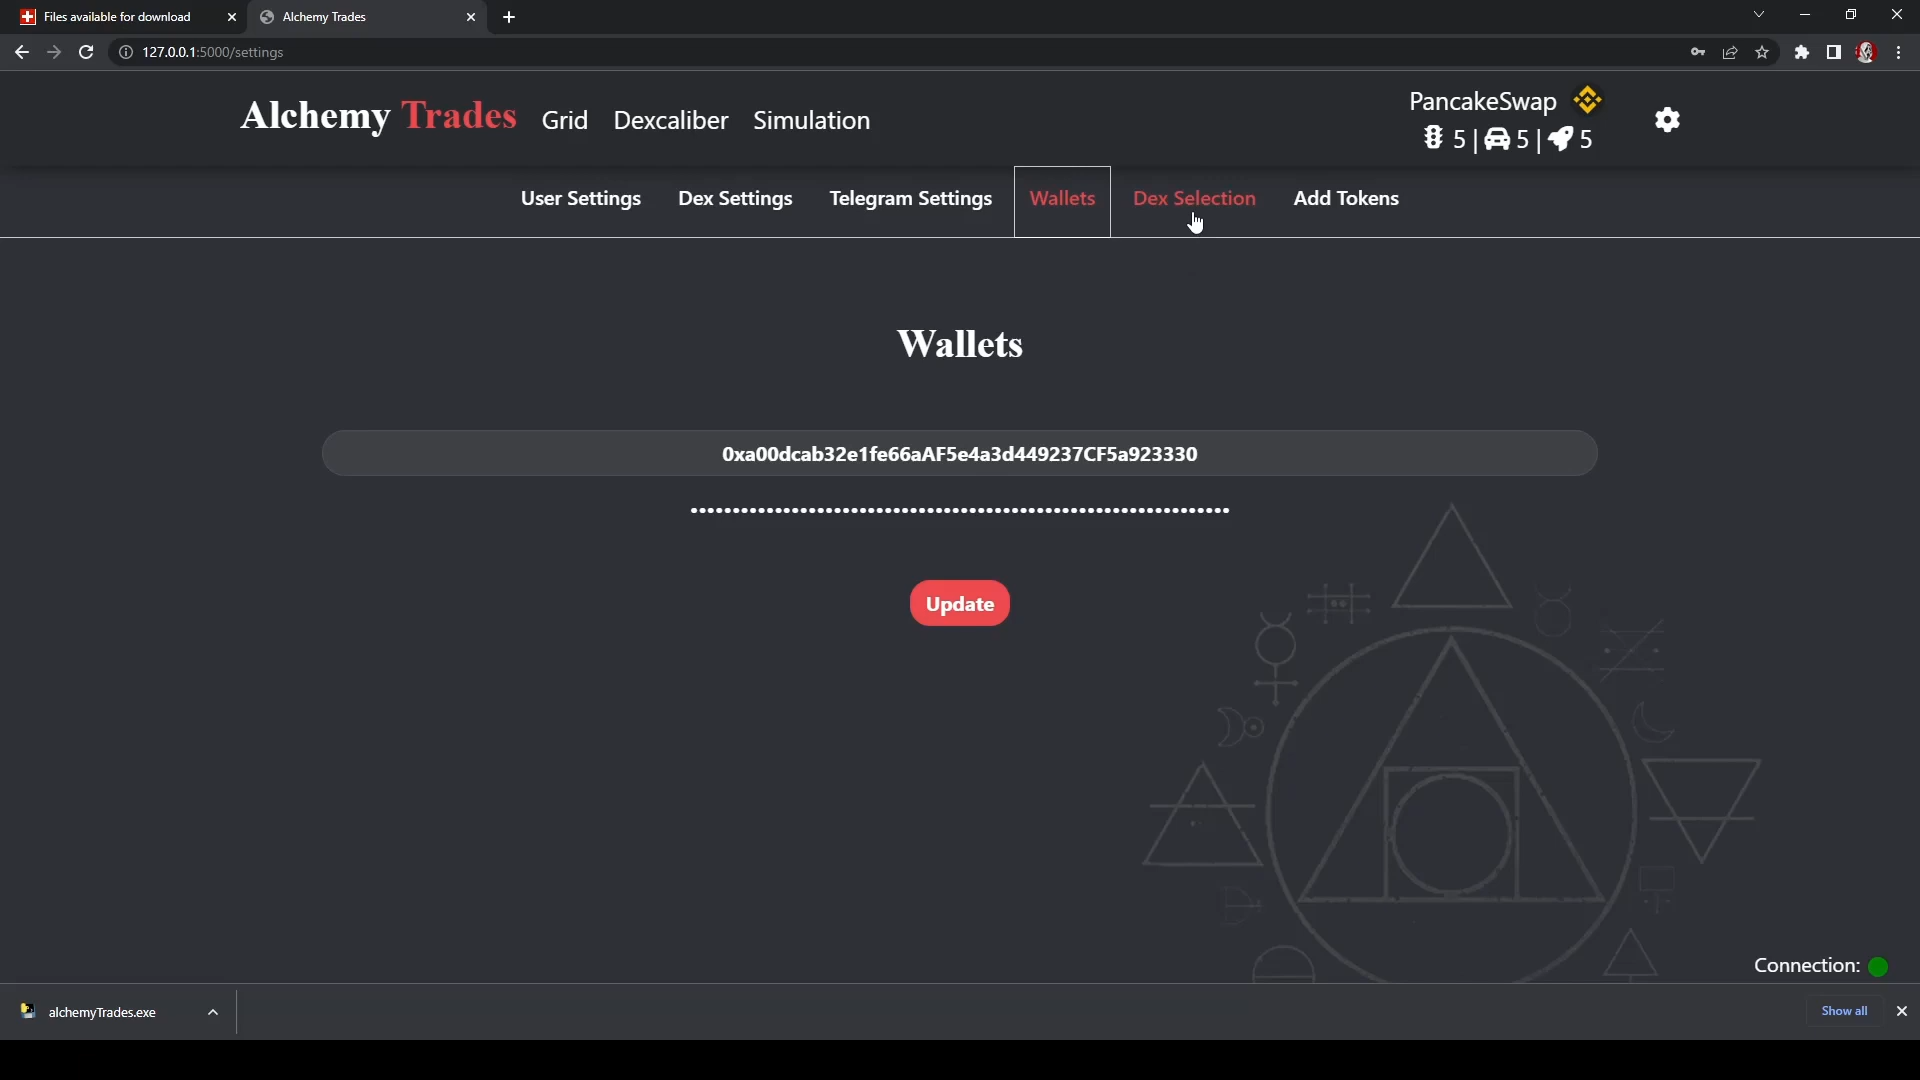 Files available for download
Alchemy Trades
127.0.0.1:5000/settings
Alchemy Trades Grid Dexcaliber Simulation
PancakeSwap
5 | 5 | 5
User Settings Dex Settings Telegram Settings Wallets Dex Selection Add Tokens
Wallets
0xa00dcab32e1fe66aAF5e4a3d449237CF5a923330
Update
Connection:
alchemyTrades.exe
Show all